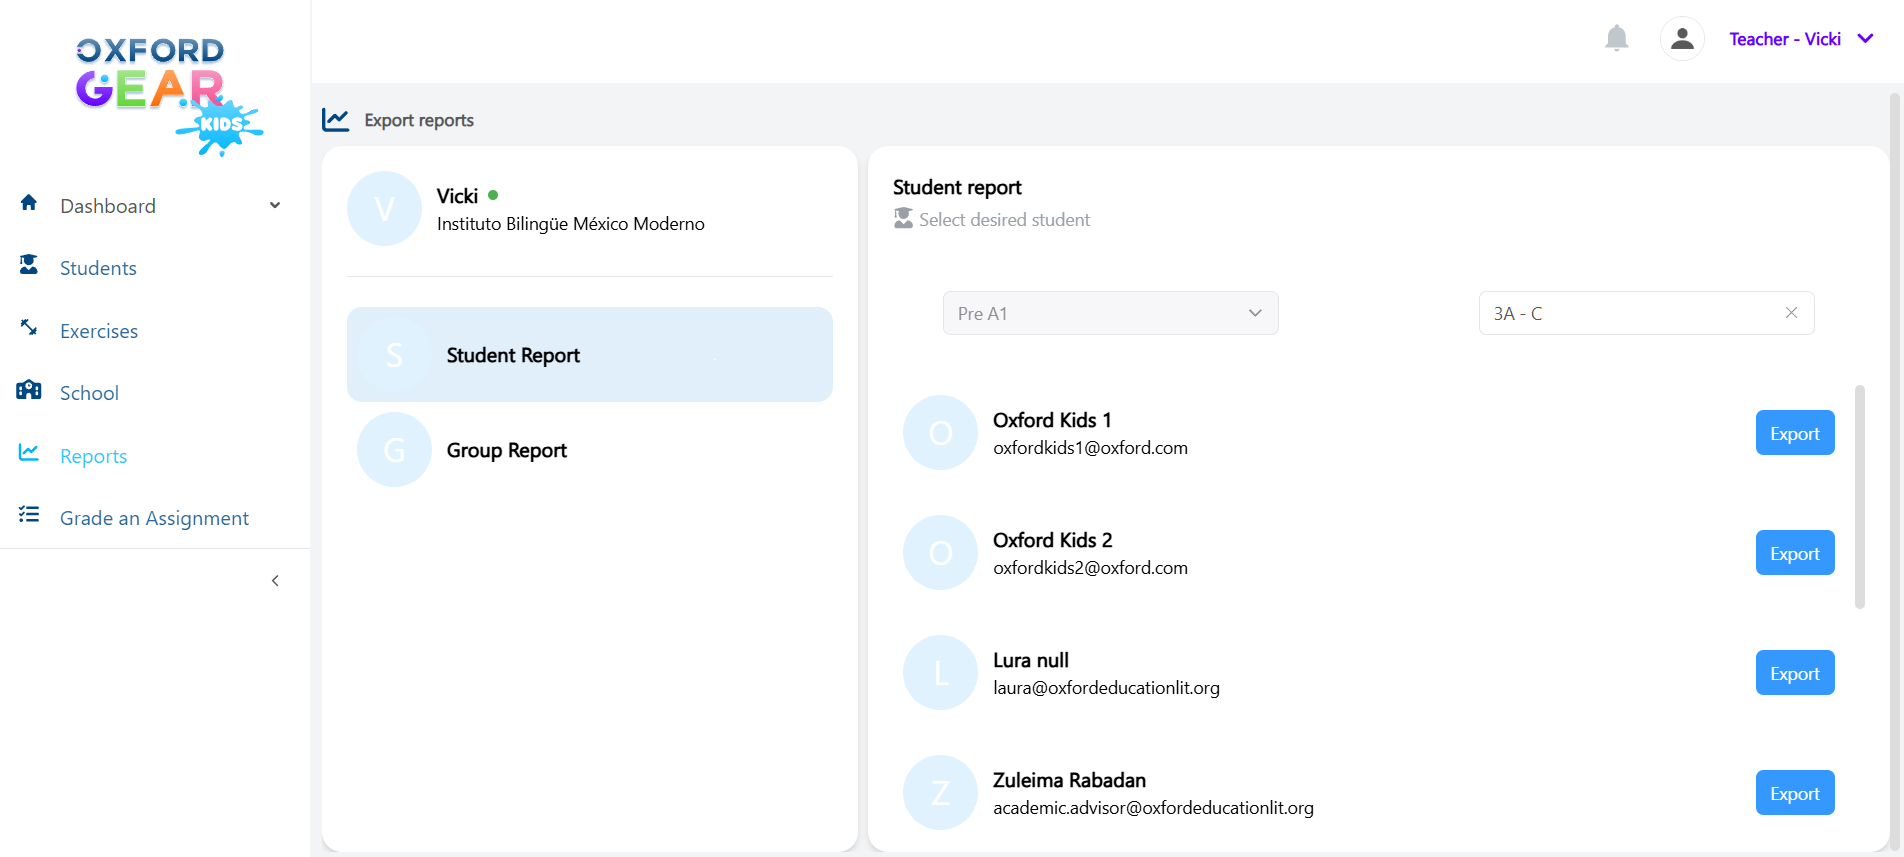 OXFORD
GEAR
KIDS
Teacher - Vicki
Dashboard
Students
Exercises
School
Reports
Grade an Assignment
Export reports
V
Vicki
Instituto Bilingüe México Moderno
S
Student Report
G
Group Report
Student report
Select desired student
Pre A1
3A - C
O
Oxford Kids 1
oxfordkids1@oxford.com
Export
O
Oxford Kids 2
oxfordkids2@oxford.com
Export
L
Lura null
laura@oxfordeducationlit.org
Export
Z
Zuleima Rabadan
academic.advisor@oxfordeducationlit.org
Export